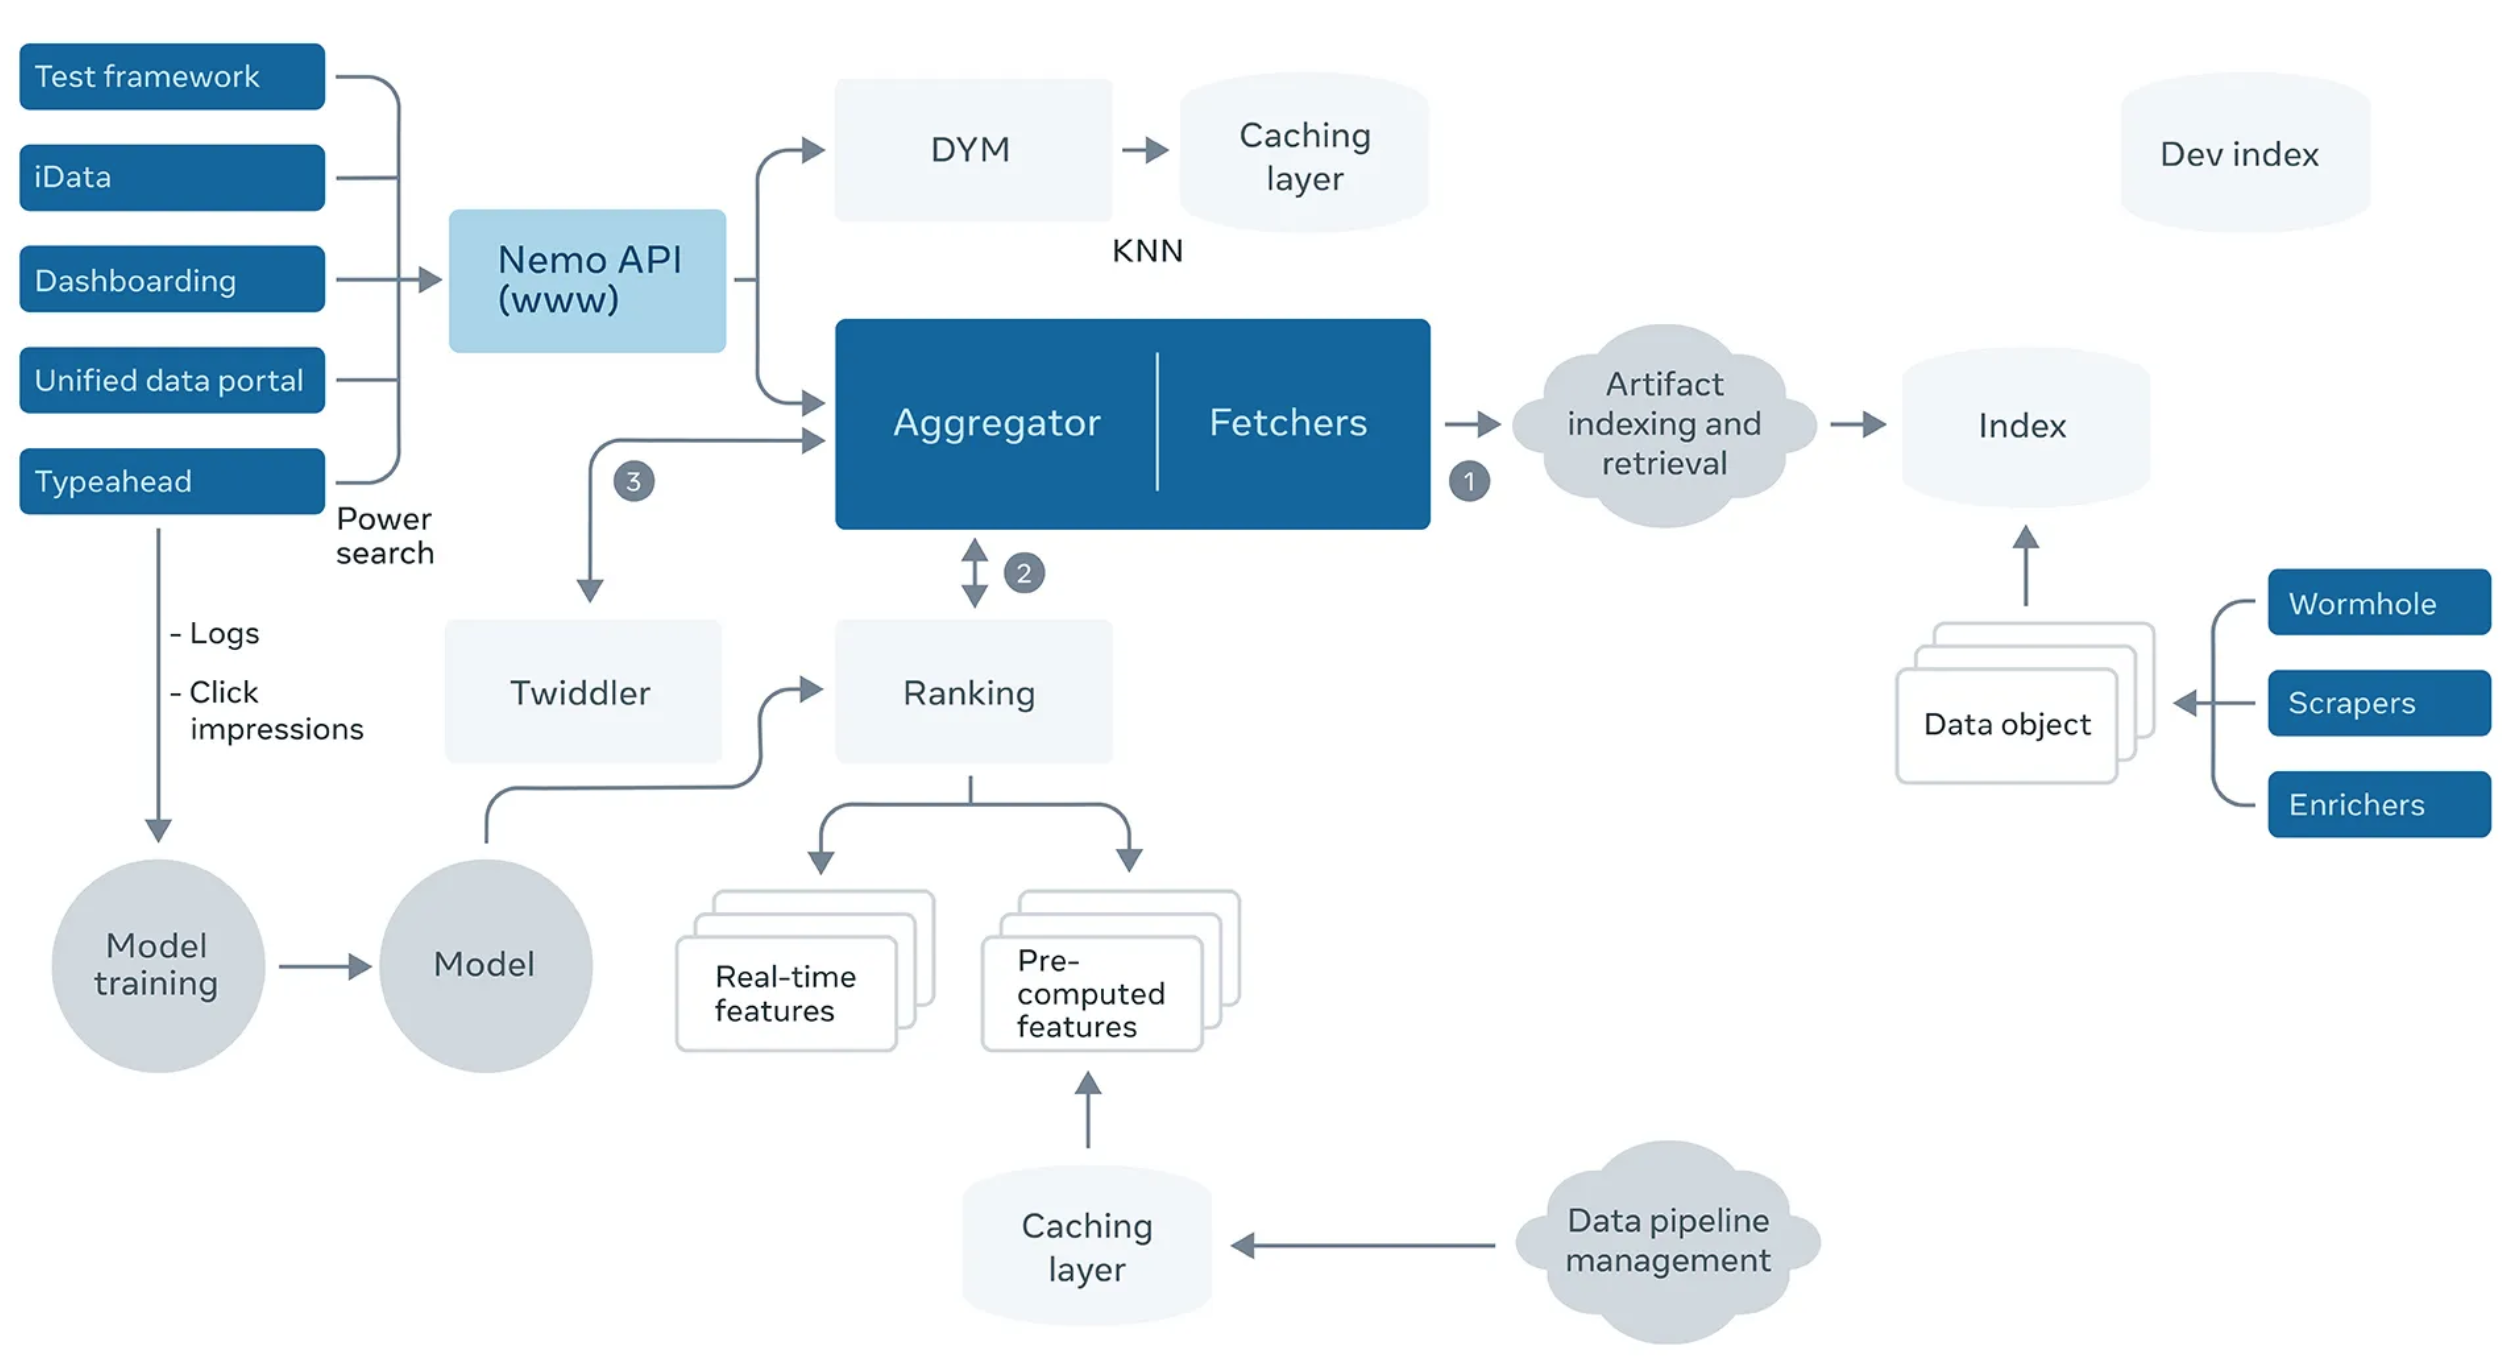 Test framework
iData
Dashboarding
Unified data portal
Typeahead
Power
search
- Logs
- Click
impressions
Nemo API
(www)
DYM
Caching
layer
KNN
Dev index
Aggregator
Fetchers
Artifact
indexing and
retrieval
Index
3
1
2
Twiddler
Ranking
Wormhole
Scrapers
Enrichers
Data object
Model
training
Model
Real-time
features
Pre-
computed
features
Caching
layer
Data pipeline
management